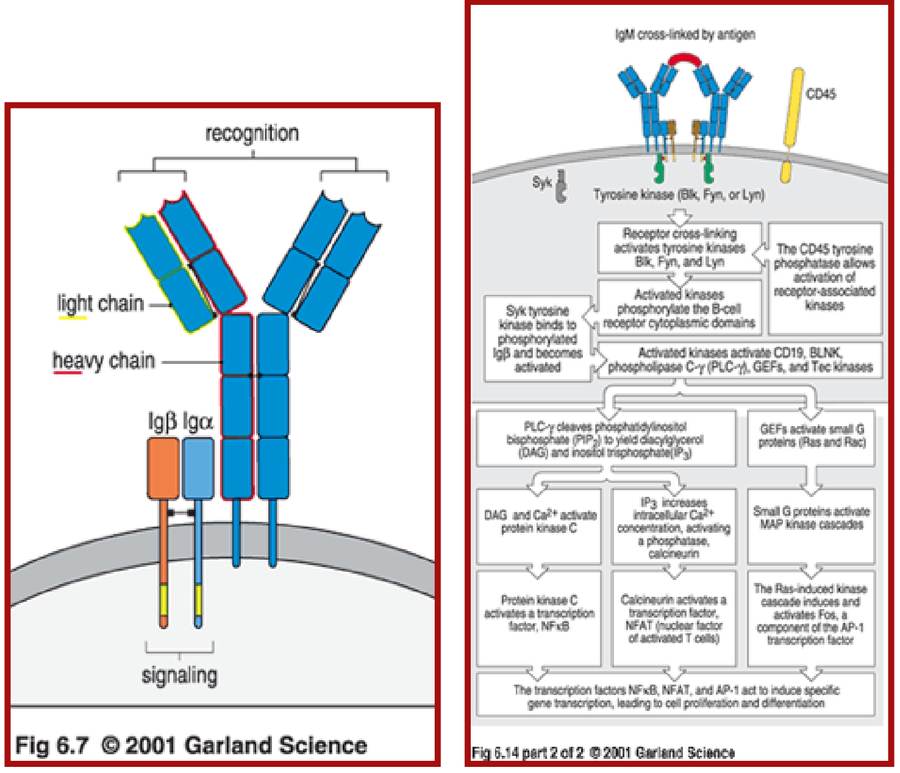 recognition
light chain
heavy chain
Igβ Igα
signaling
Fig 6.7 © 2001 Garland Science
IgM cross-linked by antigen
CD45
Syk
Tyrosine kinase (Blk, Fyn, or Lyn)
Receptor cross-linking
activates tyrosine kinases
Blk, Fyn, and Lyn
The CD45 tyrosine
phosphatase allows
activation of
receptor-associated
kinases
Activated kinases
phosphorylate the B-cell
receptor cytoplasmic domains
Syk tyrosine
kinase binds to
phosphorylated
Igβ and becomes
activated
Activated kinases activate CD19, BLNK,
phospholipase C-γ (PLC-γ), GEFs, and Tec kinases
PLC-γ cleaves phosphatidylinositol
bisphosphate (PIP2) to yield diacylglycerol
(DAG) and inositol trisphosphate(IP3)
GEFs activate small G
proteins (Ras and Rac)
DAG and Ca2+ activate
protein kinase C
IP3 increases
intracellular Ca2+
concentration, activating
a phosphatase,
calcineurin
Small G proteins activate
MAP kinase cascades
Protein kinase C
activates a transcription
factor, NFκB
Calcineurin activates a
transcription factor,
NFAT (nuclear factor
of activated T cells)
The Ras-induced kinase
cascade induces and
activates Fos, a
component of the AP-1
transcription factor
The transcription factors NFκB, NFAT, and AP-1 act to induce specific
gene transcription, leading to cell proliferation and differentiation
Fig 6.14 part 2 of 2 © 2001 Garland Science